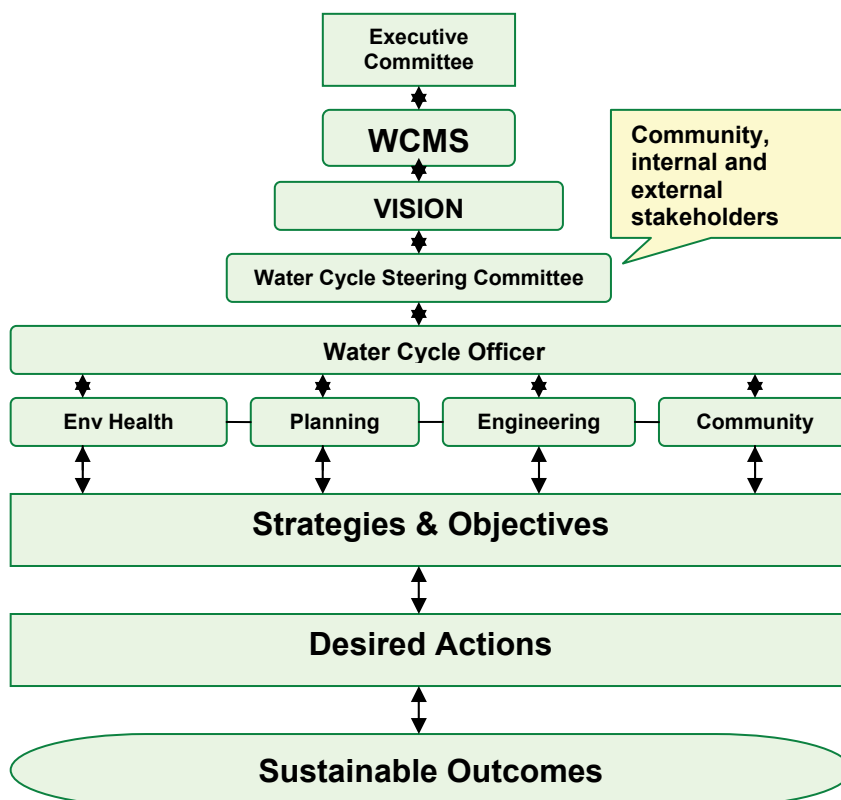 Executive
Committee
WCMS
Community,
internal and
external
stakeholders
VISION
Water Cycle Steering Committee
Water Cycle Officer
Env Health
Planning
Engineering
Community
Strategies & Objectives
Desired Actions
Sustainable Outcomes